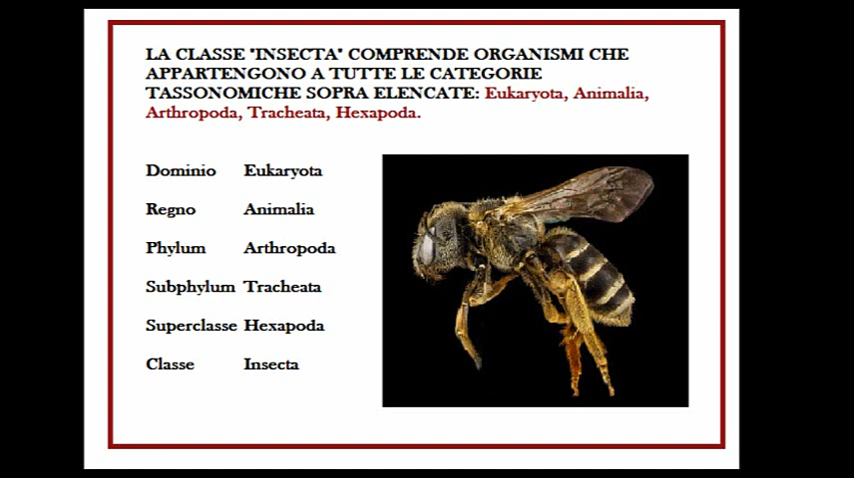 LA CLASSE "INSECTA" COMPRENDE ORGANISMI CHE
APPARTENGONO A TUTTE LE CATEGORIE
TASSONOMICHE SOPRA ELENCATE: Eukaryota, Animalia,
Arthropoda, Tracheata, Hexapoda.
Dominio Eukaryota
Regno Animalia
Phylum Arthropoda
Subphylum Tracheata
Superclasse Hexapoda
Classe Insecta